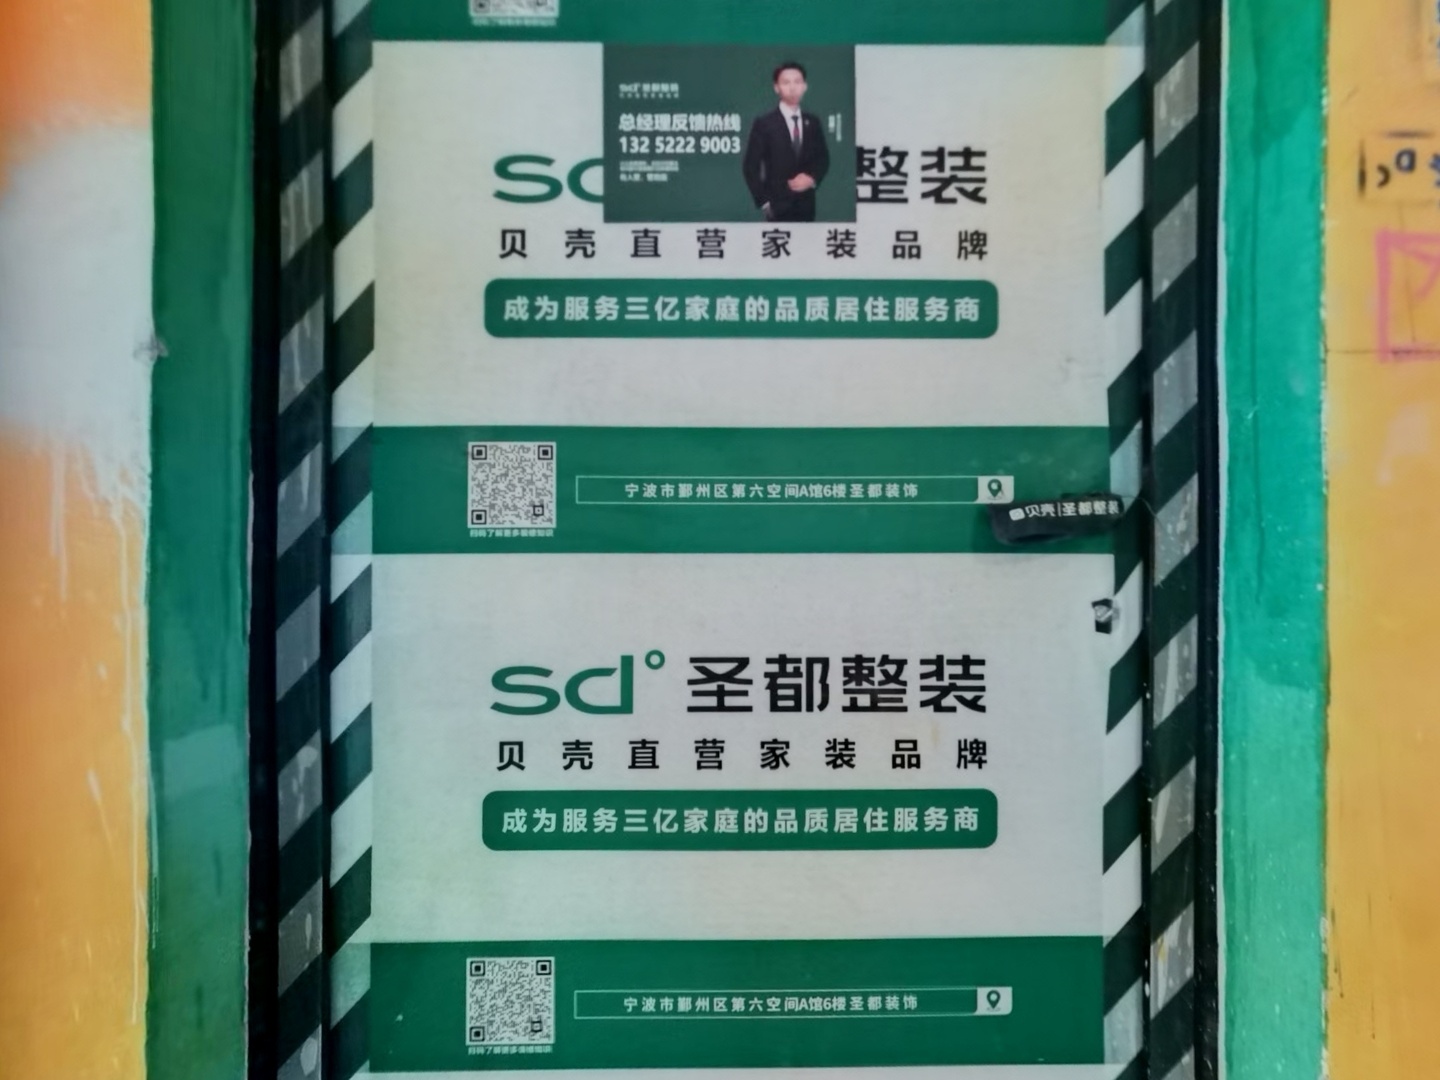 sd°圣都整装
总经理反馈热线
132 5222 9003
整装
贝壳直营家装品牌
成为服务三亿家庭的品质居住服务商
宁波市鄞州区第六空间A馆6楼圣都装饰
贝壳|圣都整装
sd°圣都整装
贝壳直营家装品牌
成为服务三亿家庭的品质居住服务商
宁波市鄞州区第六空间A馆6楼圣都装饰